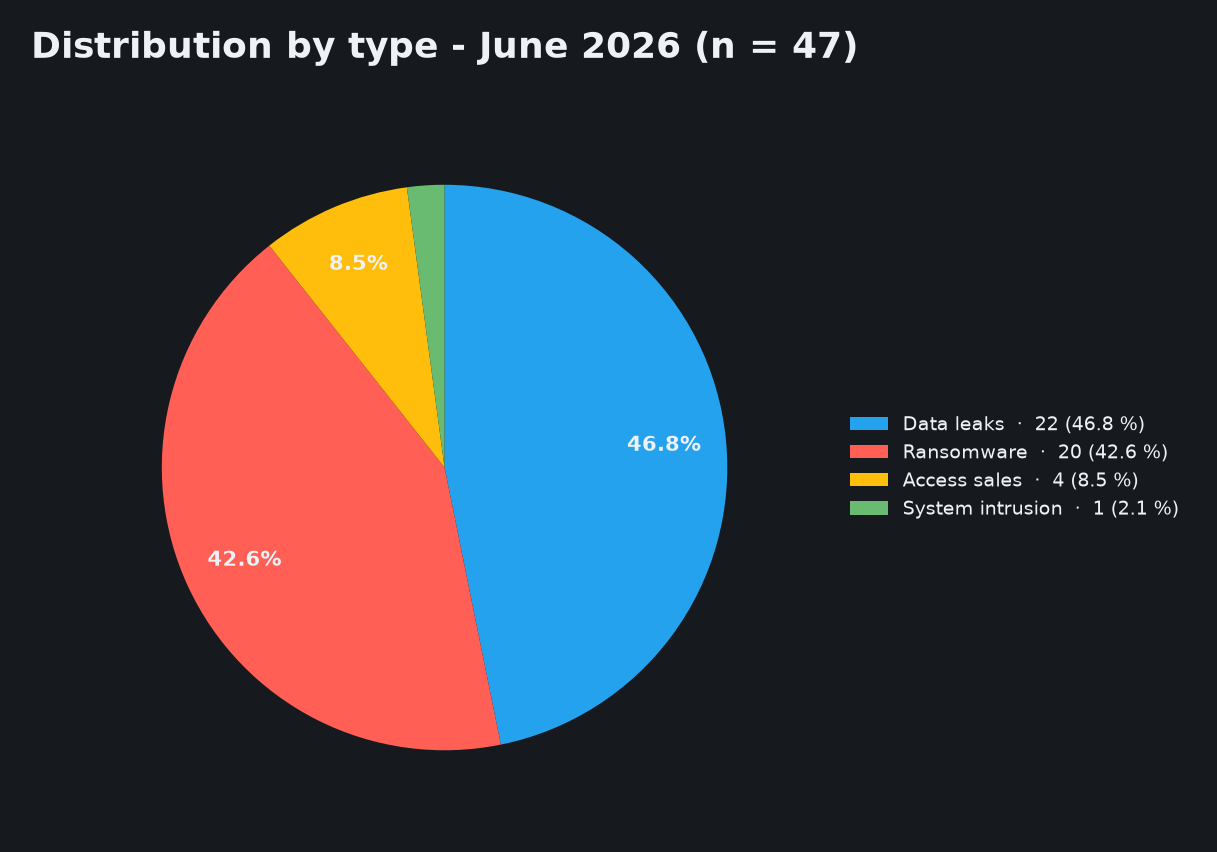 Distribution by type - June 2026 (n = 47)
8.5%
46.8%
42.6%
Data leaks · 22 (46.8 %)
Ransomware · 20 (42.6 %)
Access sales · 4 (8.5 %)
System intrusion · 1 (2.1 %)